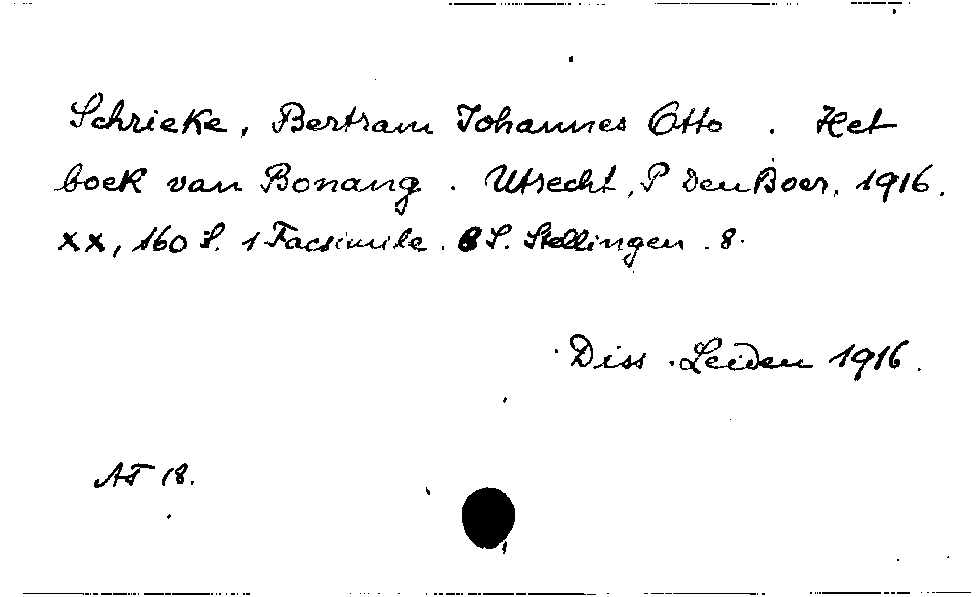 Schrieke, Bertram Johannes Otto . Het
boek van Bonang . Utrecht, P Den Boer, 1916.
xx, 160 S. 1 Facsimile. 6 S. Stellingen . 8.
Diss . Leiden 1916.
AT 18.